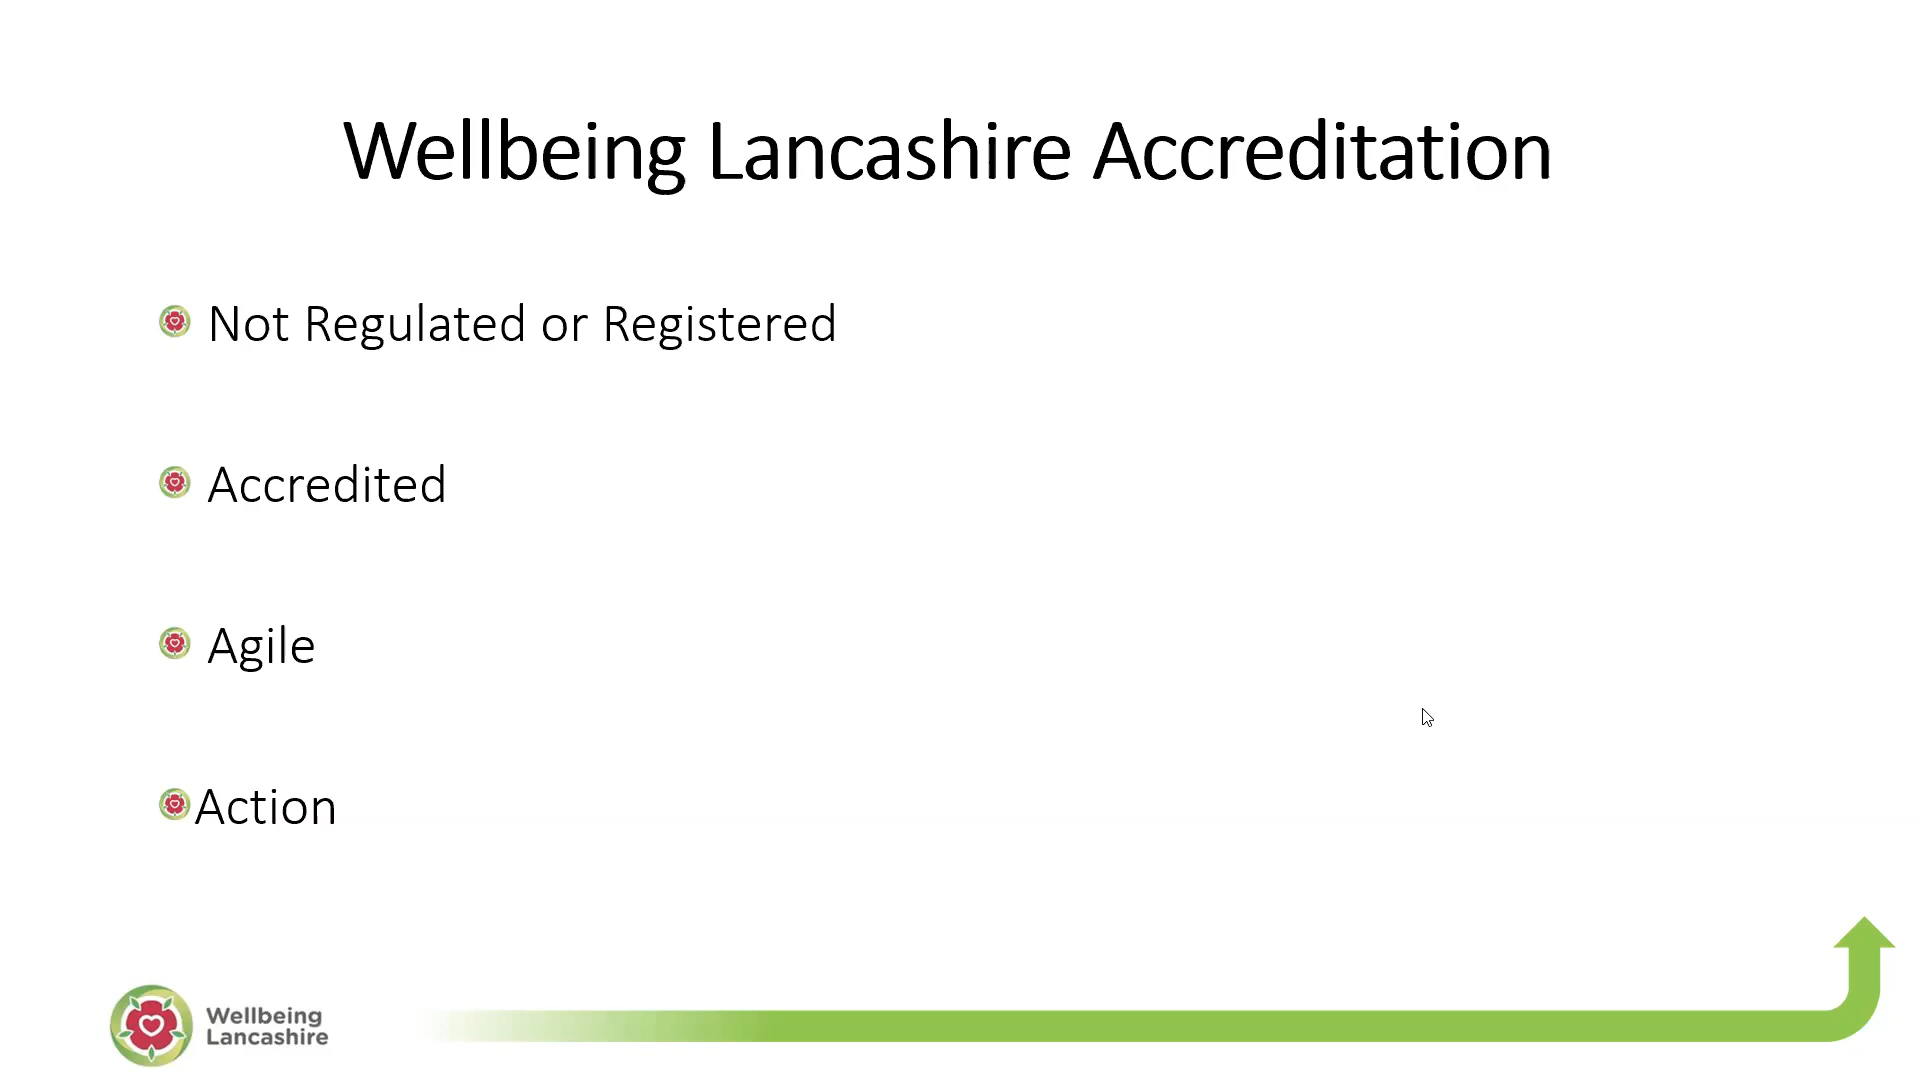 Wellbeing Lancashire Accreditation
Not Regulated or Registered
Accredited
Agile
Action
Wellbeing
Lancashire